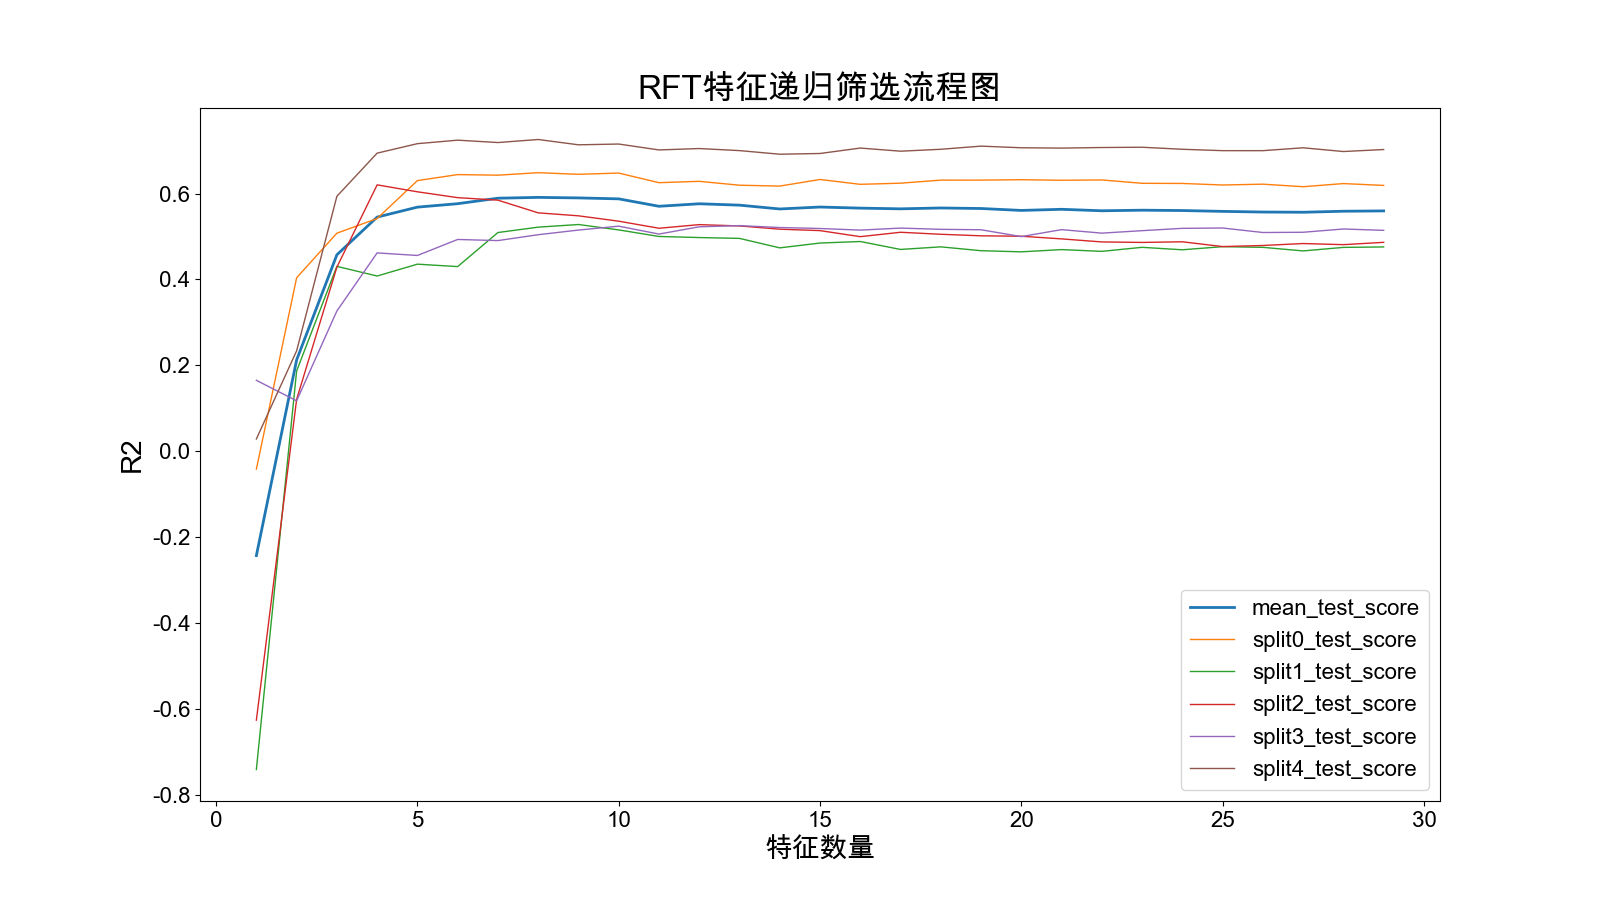 RFT特征递归筛选流程图
R2
0.6
0.4
0.2
0.0
-0.2
-0.4
-0.6
-0.8
0 5 10 15 20 25 30
特征数量
mean_test_score
split0_test_score
split1_test_score
split2_test_score
split3_test_score
split4_test_score